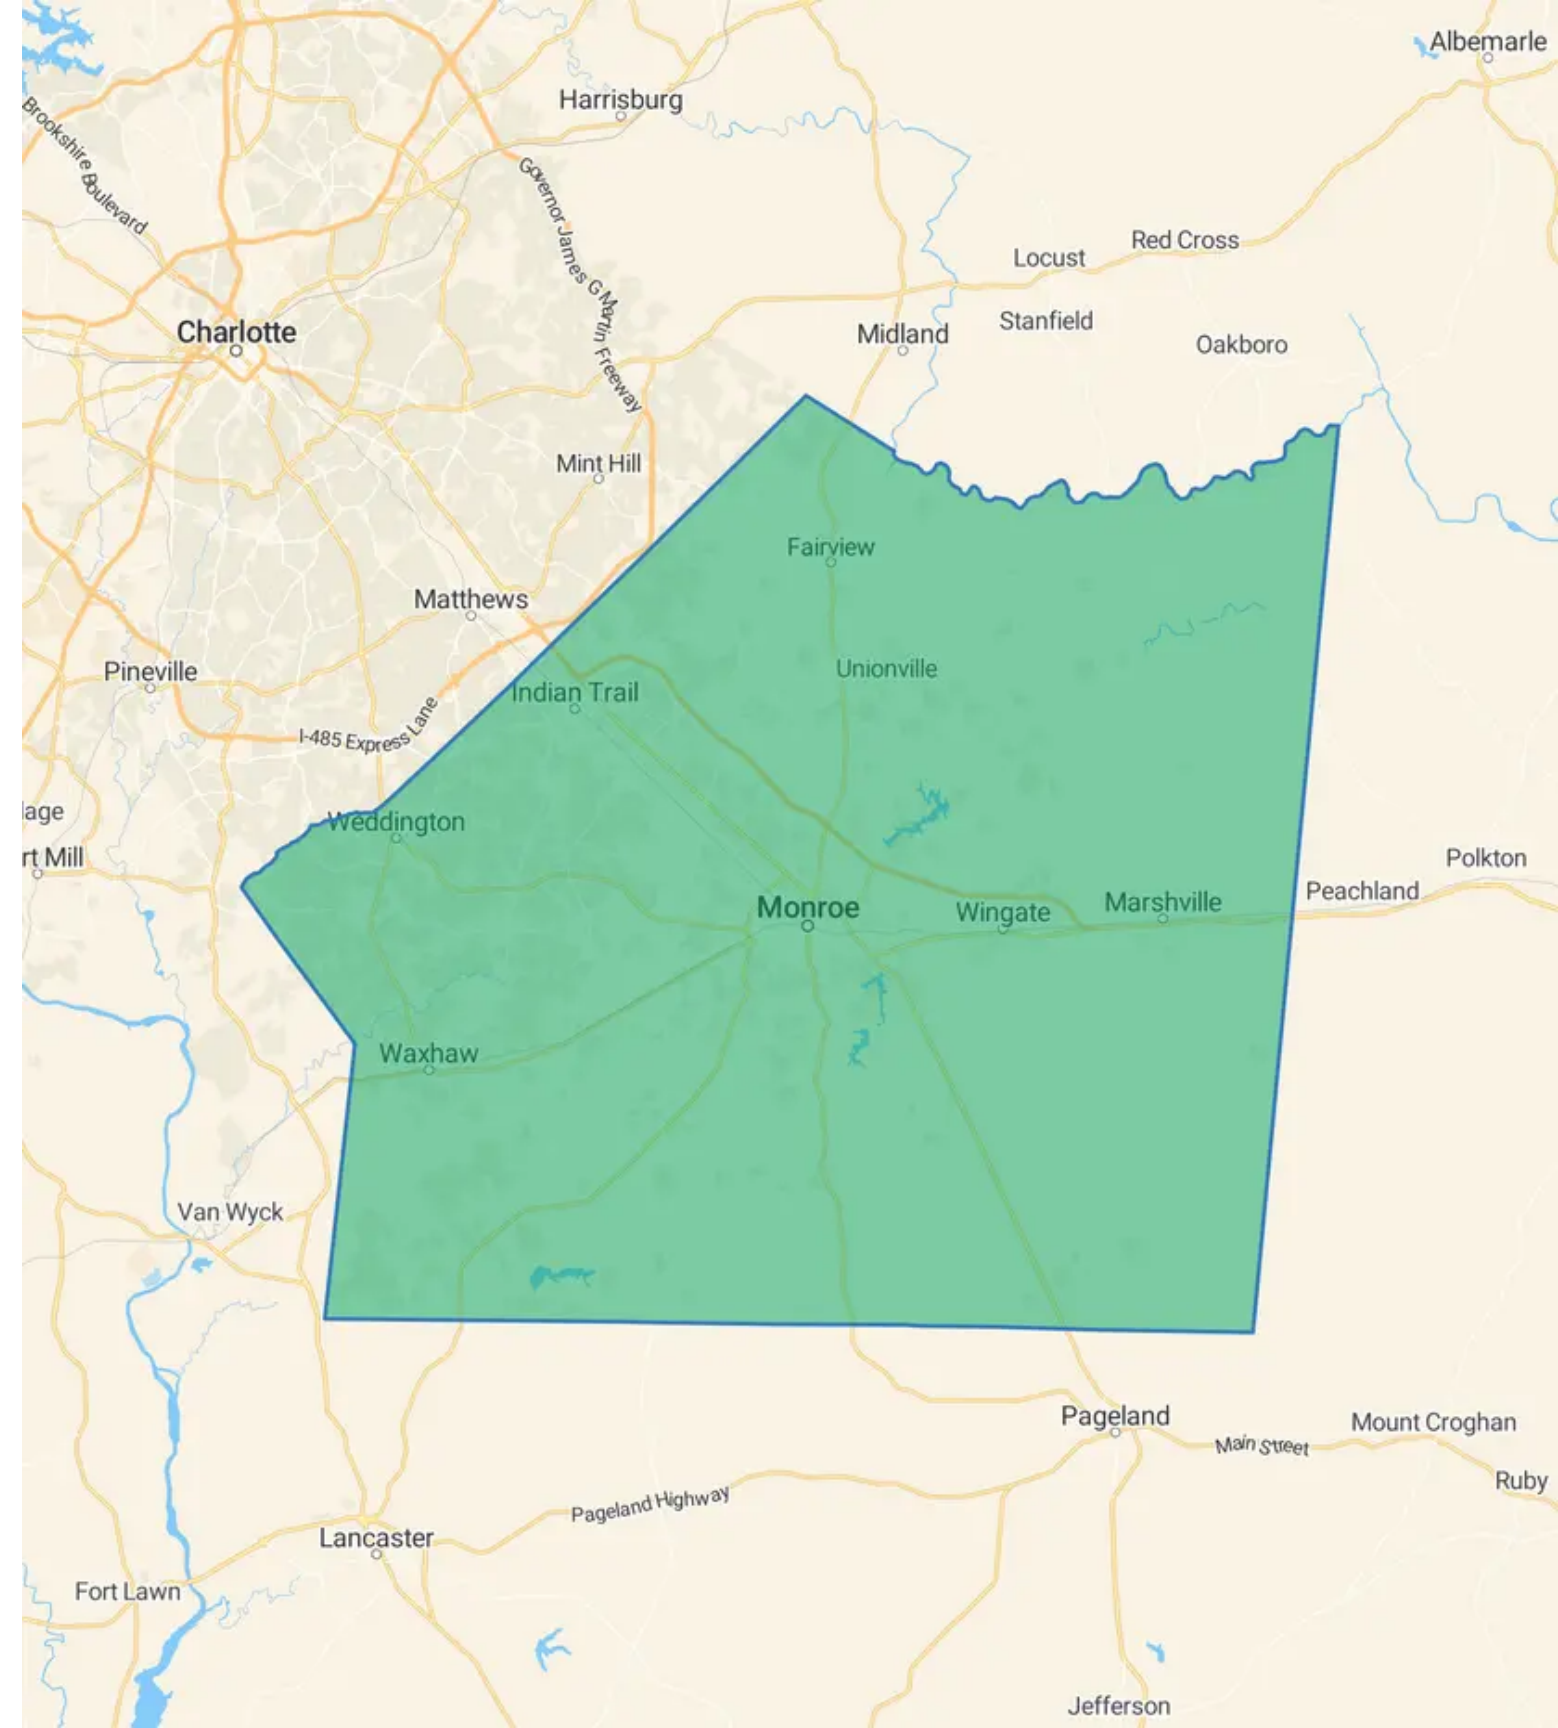 Albemarle
Harrisburg
Brookshire Boulevard
Governor James G Martin Freeway
Red Cross
Locust
Stanfield
Charlotte
Midland
Oakboro
Mint Hill
Fairview
Matthews
Unionville
Pineville
Indian Trail
I-485 Express Lane
lage
Weddington
rt Mill
Polkton
Peachland
Monroe
Wingate
Marshville
Waxhaw
Van Wyck
Pageland
Mount Croghan
Main Street
Ruby
Pageland Highway
Lancaster
Fort Lawn
Jefferson